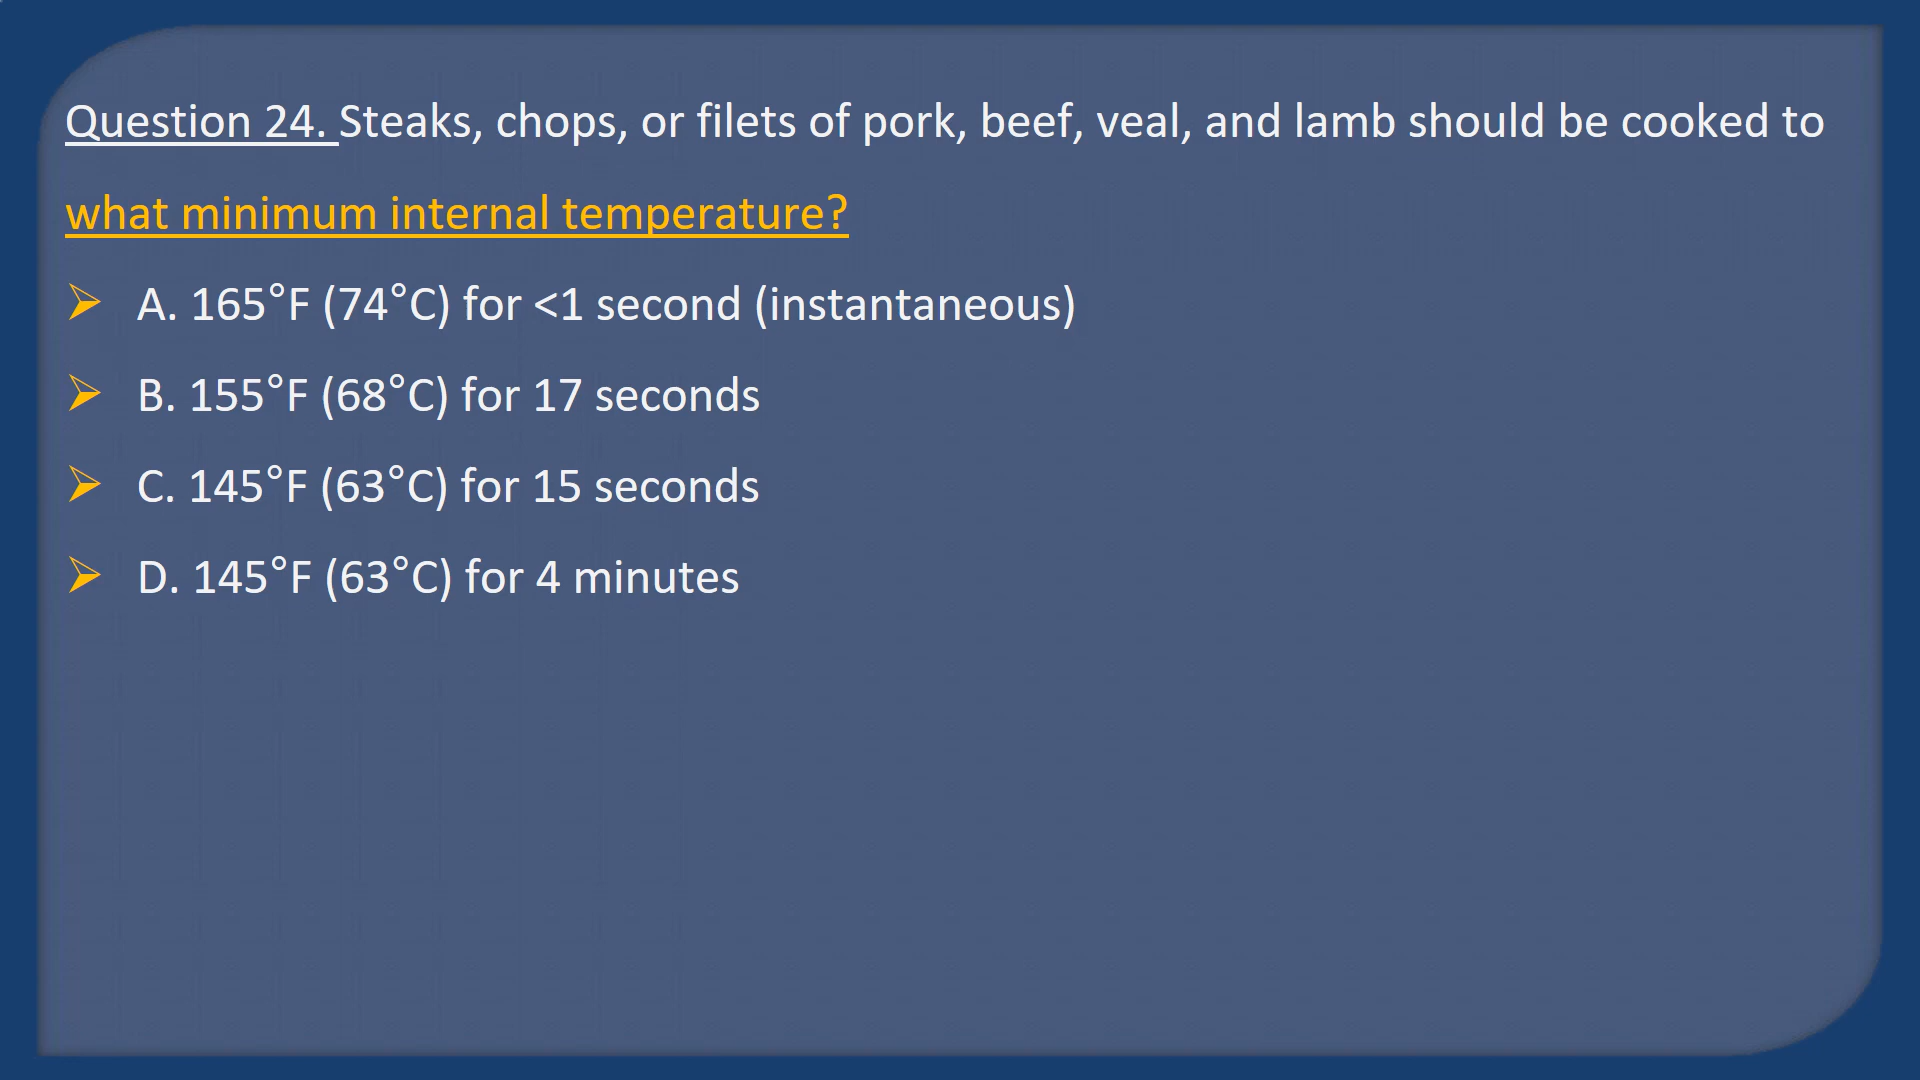 Question 24. Steaks, chops, or filets of pork, beef, veal, and lamb should be cooked to
what minimum internal temperature?
A. 165°F (74°C) for <1 second (instantaneous)
B. 155°F (68°C) for 17 seconds
C. 145°F (63°C) for 15 seconds
D. 145°F (63°C) for 4 minutes